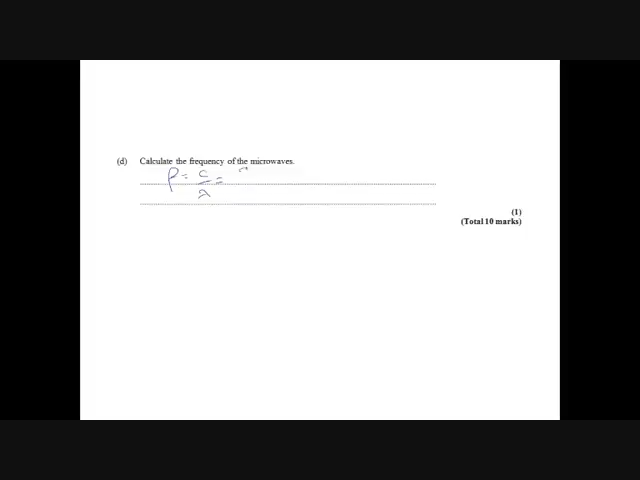 (d) Calculate the frequency of the microwaves.
f = c/λ =
(1)
(Total 10 marks)